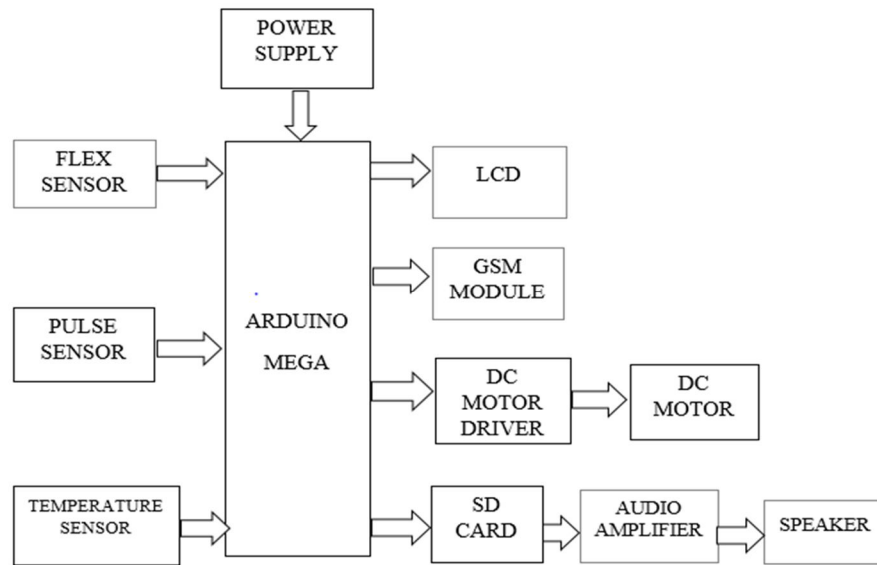 POWER
SUPPLY
FLEX
SENSOR
LCD
GSM
MODULE
PULSE
SENSOR
ARDUINO
MEGA
DC
MOTOR
DRIVER
DC
MOTOR
TEMPERATURE
SENSOR
SD
CARD
AUDIO
AMPLIFIER
SPEAKER